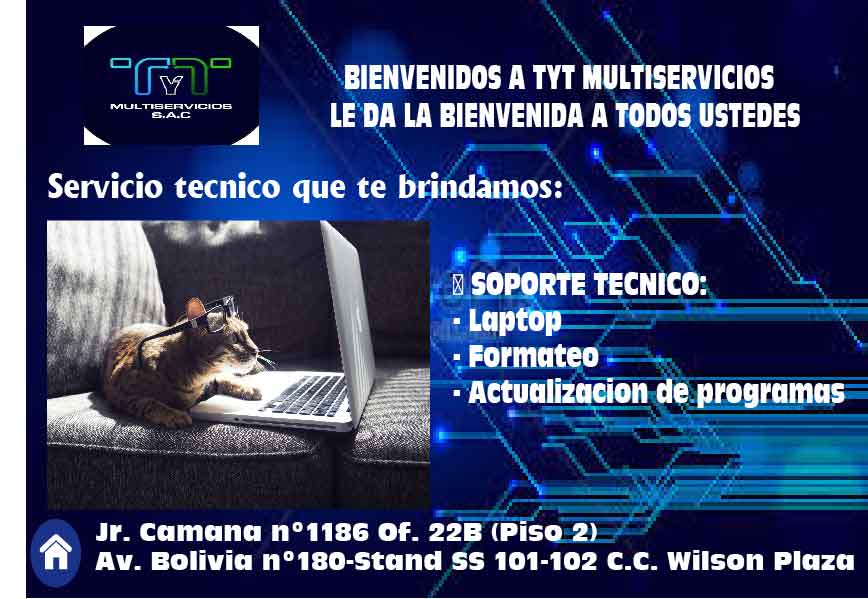 TyT
MULTISERVICIOS
S.A.C
BIENVENIDOS A TYT MULTISERVICIOS
LE DA LA BIENVENIDA A TODOS USTEDES
Servicio tecnico que te brindamos:
SOPORTE TECNICO:
- Laptop
- Formateo
- Actualizacion de programas
Jr. Camana n°1186 Of. 22B (Piso 2)
Av. Bolivia n°180-Stand SS 101-102 C.C. Wilson Plaza